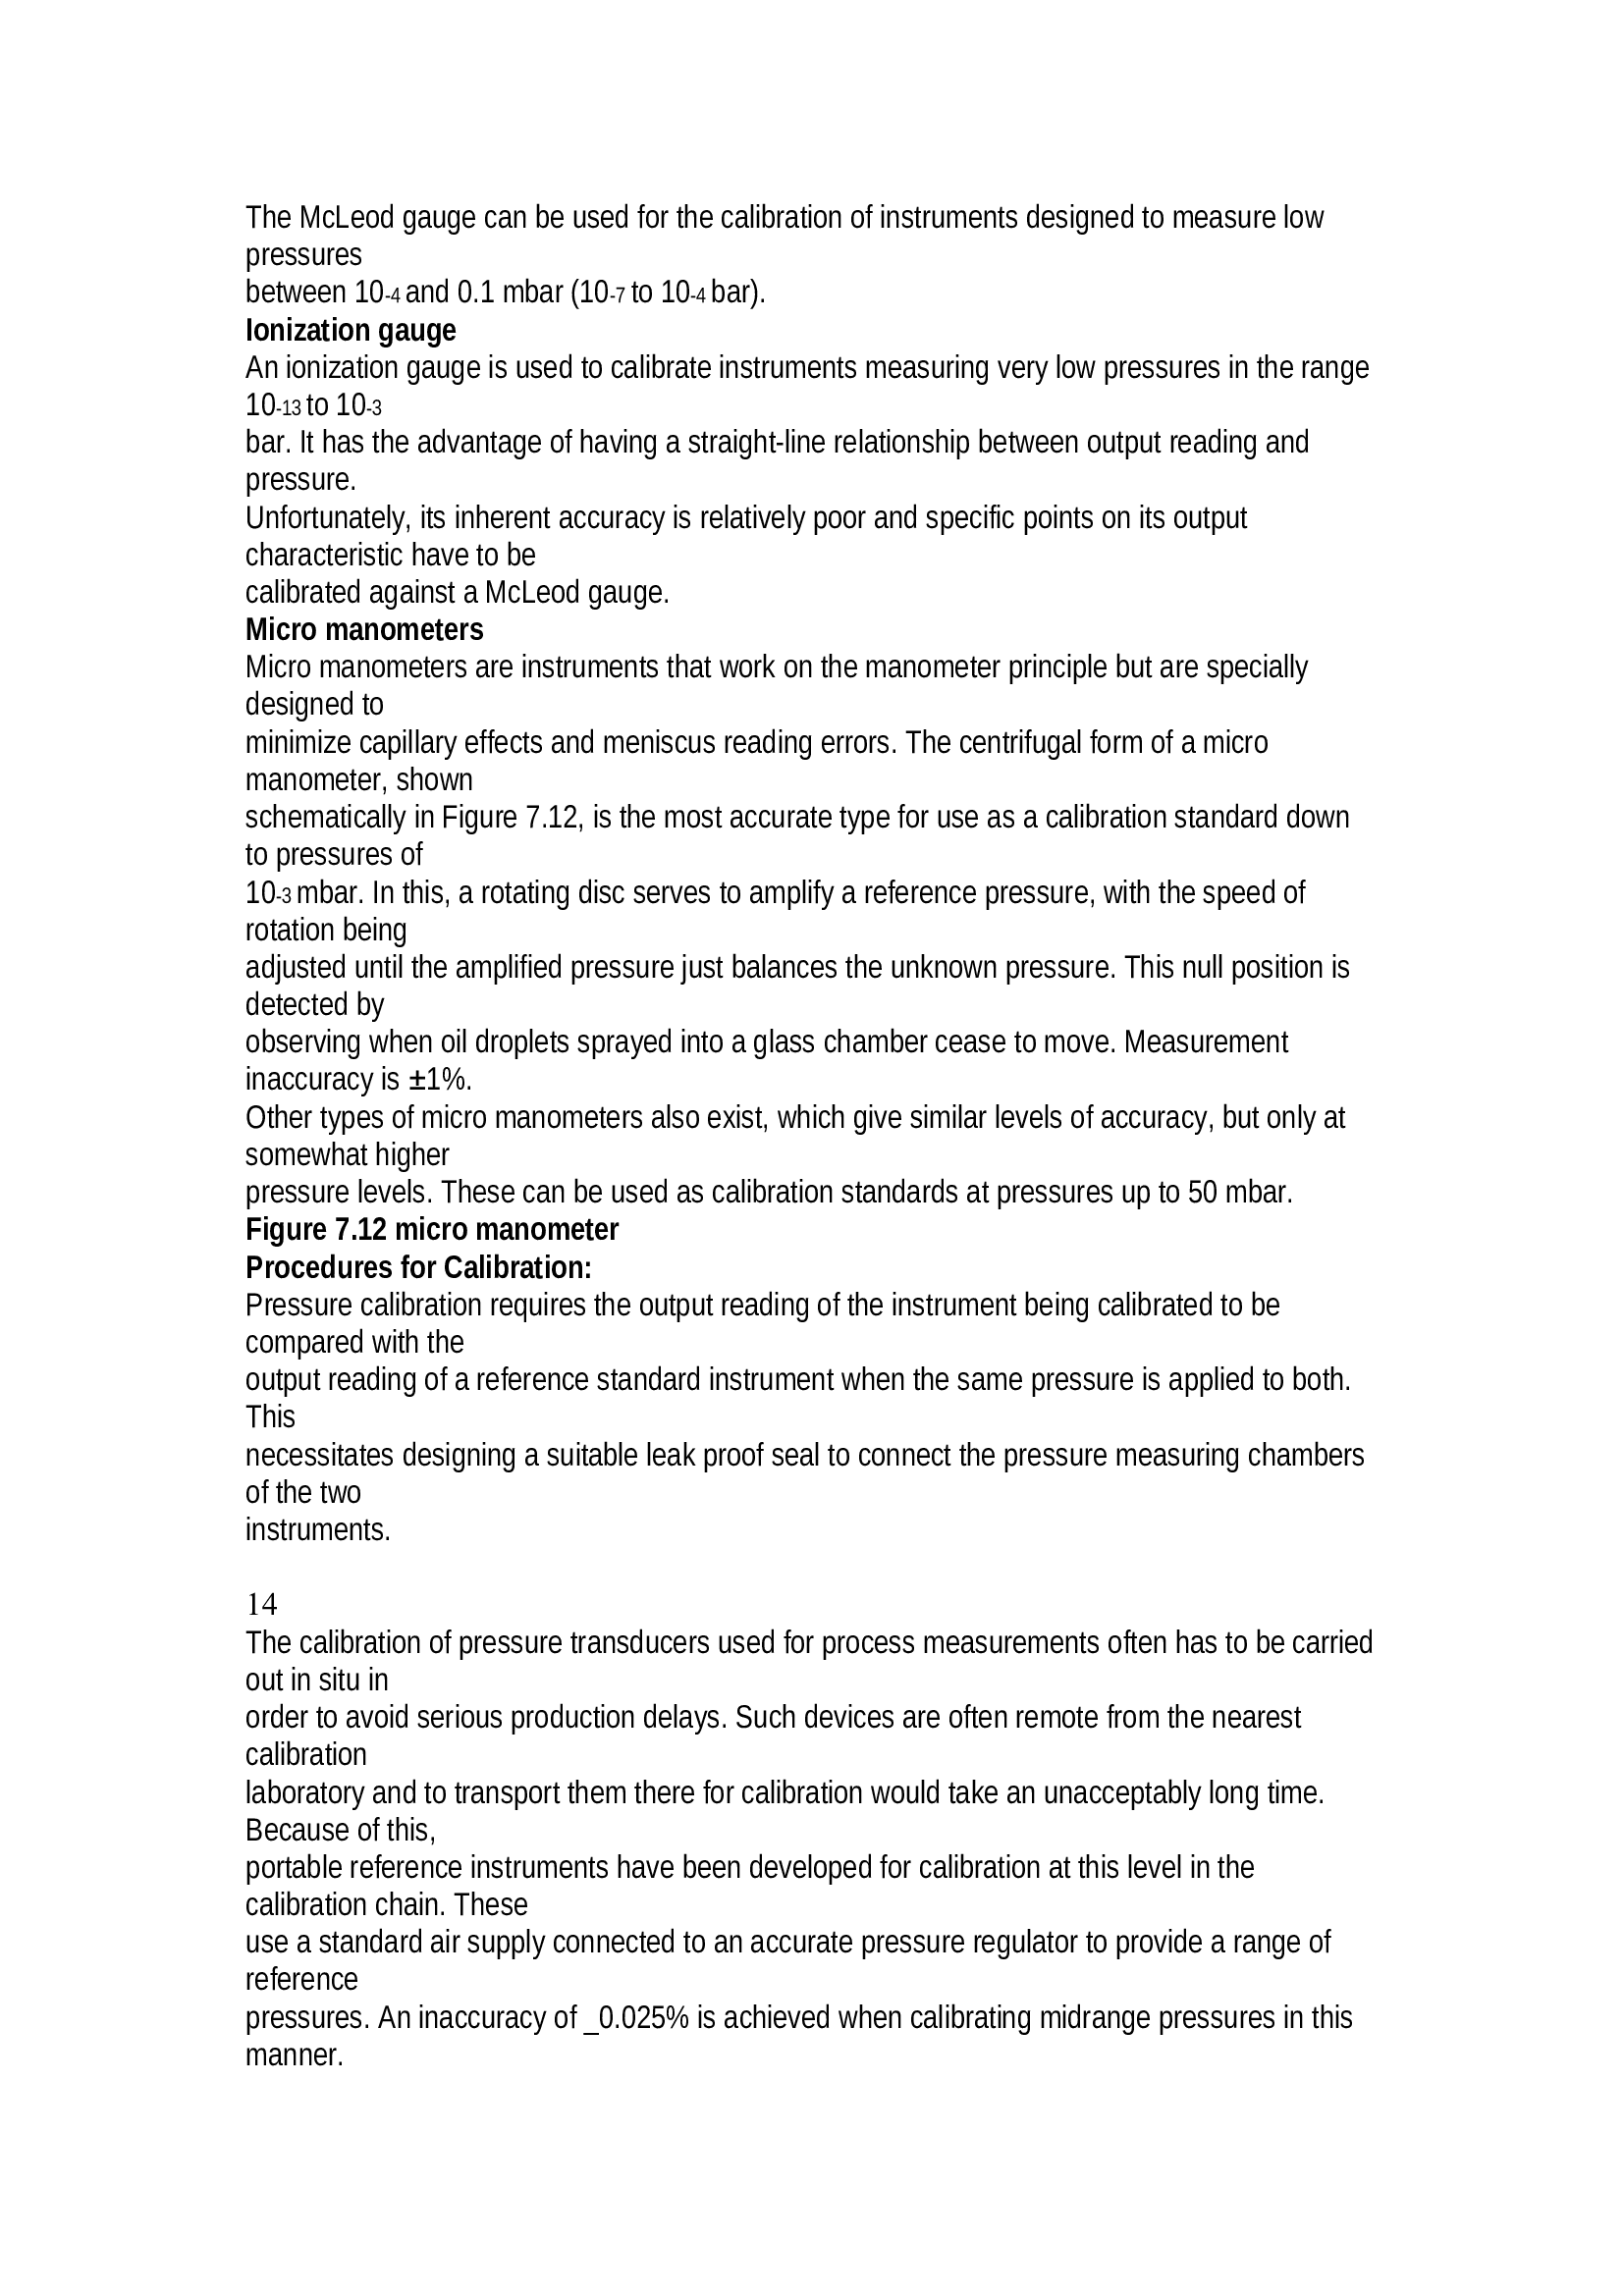 The McLeod gauge can be used for the calibration of instruments designed to measure low
pressures
between 10-4 and 0.1 mbar (10-7 to 10-4 bar).
Ionization gauge
An ionization gauge is used to calibrate instruments measuring very low pressures in the range
10-13 to 10-3
bar. It has the advantage of having a straight-line relationship between output reading and
pressure.
Unfortunately, its inherent accuracy is relatively poor and specific points on its output
characteristic have to be
calibrated against a McLeod gauge.
Micro manometers
Micro manometers are instruments that work on the manometer principle but are specially
designed to
minimize capillary effects and meniscus reading errors. The centrifugal form of a micro
manometer, shown
schematically in Figure 7.12, is the most accurate type for use as a calibration standard down
to pressures of
10-3 mbar. In this, a rotating disc serves to amplify a reference pressure, with the speed of
rotation being
adjusted until the amplified pressure just balances the unknown pressure. This null position is
detected by
observing when oil droplets sprayed into a glass chamber cease to move. Measurement
inaccuracy is ±1%.
Other types of micro manometers also exist, which give similar levels of accuracy, but only at
somewhat higher
pressure levels. These can be used as calibration standards at pressures up to 50 mbar.
Figure 7.12 micro manometer
Procedures for Calibration:
Pressure calibration requires the output reading of the instrument being calibrated to be
compared with the
output reading of a reference standard instrument when the same pressure is applied to both.
This
necessitates designing a suitable leak proof seal to connect the pressure measuring chambers
of the two
instruments.
14
The calibration of pressure transducers used for process measurements often has to be carried
out in situ in
order to avoid serious production delays. Such devices are often remote from the nearest
calibration
laboratory and to transport them there for calibration would take an unacceptably long time.
Because of this,
portable reference instruments have been developed for calibration at this level in the
calibration chain. These
use a standard air supply connected to an accurate pressure regulator to provide a range of
reference
pressures. An inaccuracy of _0.025% is achieved when calibrating midrange pressures in this
manner.